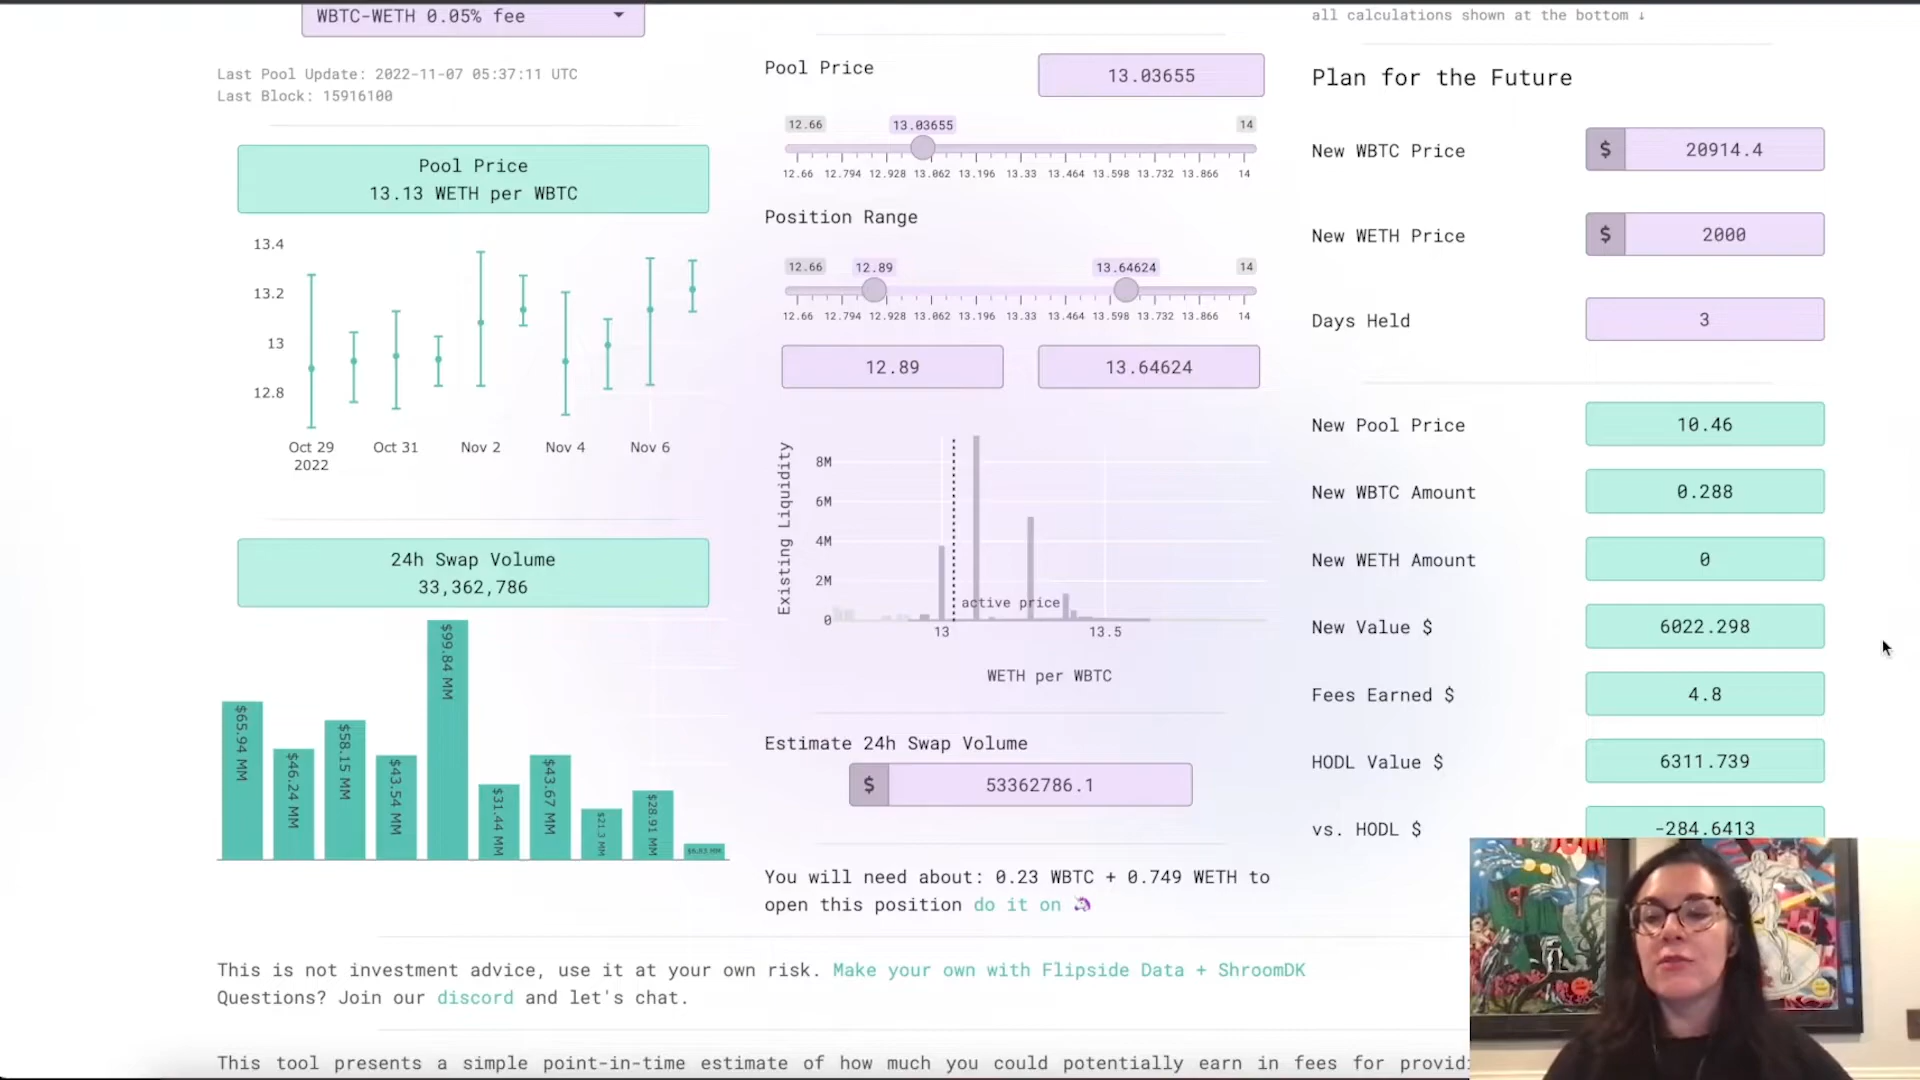 WBTC-WETH 0.05% fee
Last Pool Update: 2022-11-07 05:37:11 UTC
Last Block: 15916100
Pool Price
13.13 WETH per WBTC
13.4
13.2
13
12.8
Oct 29
2022
Oct 31
Nov 2
Nov 4
Nov 6
24h Swap Volume
33,362,786
$65.94 MM
$46.24 MM
$58.15 MM
$43.54 MM
$99.84 MM
$31.44 MM
$43.67 MM
$21.3 MM
$28.91 MM
Pool Price
13.03655
12.66
13.03655
14
12.66 12.794 12.928 13.062 13.196 13.33 13.464 13.598 13.732 13.866 14
Position Range
12.66
12.89
13.64624
14
12.66 12.794 12.928 13.062 13.196 13.33 13.464 13.598 13.732 13.866 14
12.89
13.64624
Existing Liquidity
8M
6M
4M
2M
0
active price
13
13.5
WETH per WBTC
Estimate 24h Swap Volume
$ 53362786.1
You will need about: 0.23 WBTC + 0.749 WETH to
open this position do it on 🦄
all calculations shown at the bottom ↓
Plan for the Future
New WBTC Price $ 20914.4
New WETH Price $ 2000
Days Held 3
New Pool Price 10.46
New WBTC Amount 0.288
New WETH Amount 0
New Value $ 6022.298
Fees Earned $ 4.8
HODL Value $ 6311.739
vs. HODL $ -284.6413
This is not investment advice, use it at your own risk. Make your own with Flipside Data + ShroomDK
Questions? Join our discord and let's chat.
This tool presents a simple point-in-time estimate of how much you could potentially earn in fees for provid